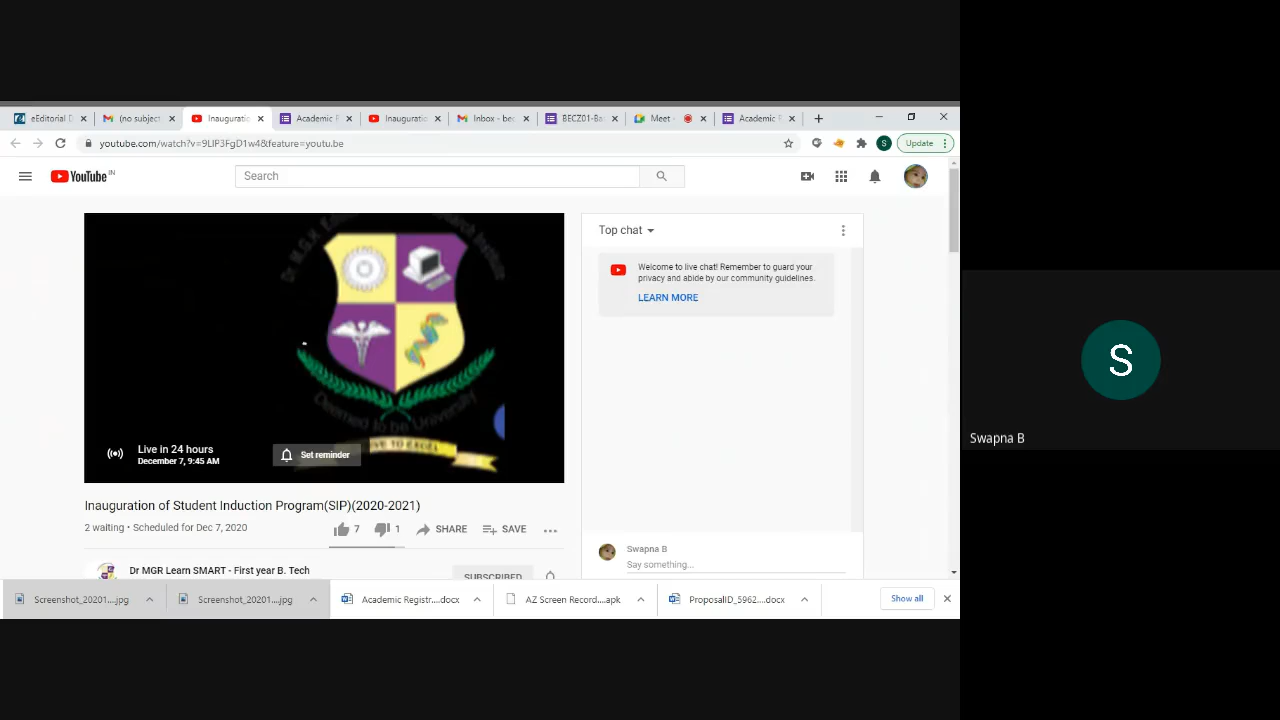 eEditorial D
(no subject
Inauguratio
Academic R
Inauguratio
Inbox - bec
BECZ01-Ba
Meet -
Academic R
youtube.com/watch?v=9LIP3FgD1w4&feature=youtu.be
Update
YouTube IN
Search
Deemed to be University
Live in 24 hours
December 7, 9:45 AM
Set reminder
Top chat
Welcome to live chat! Remember to guard your
privacy and abide by our community guidelines.
LEARN MORE
Inauguration of Student Induction Program(SIP)(2020-2021)
2 waiting • Scheduled for Dec 7, 2020
7
1
SHARE
SAVE
Dr MGR Learn SMART - First year B. Tech
SUBSCRIBED
Swapna B
Say something...
Screenshot_20201....jpg
Screenshot_20201....jpg
Academic Registr....docx
AZ Screen Record....apk
ProposalID_5962....docx
Show all
S
Swapna B